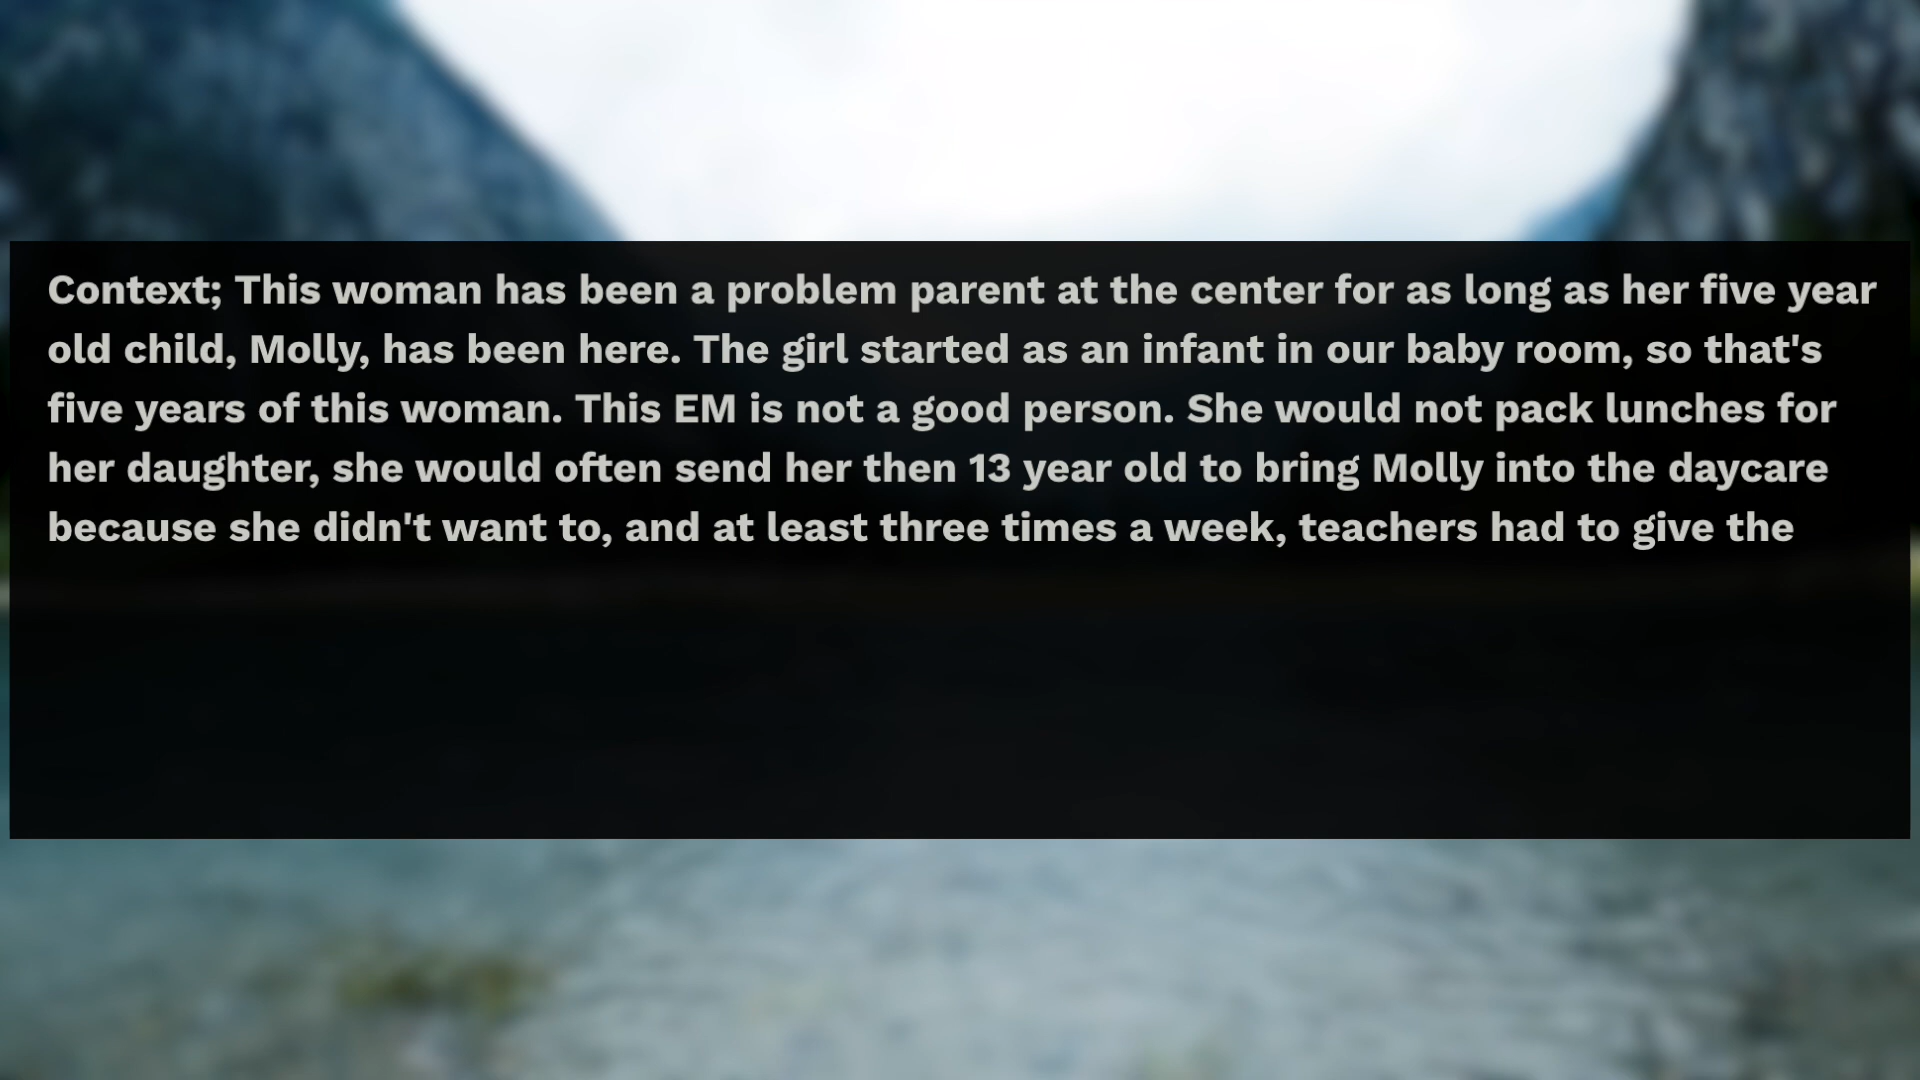 Context; This woman has been a problem parent at the center for as long as her five year
old child, Molly, has been here. The girl started as an infant in our baby room, so that's
five years of this woman. This EM is not a good person. She would not pack lunches for
her daughter, she would often send her then 13 year old to bring Molly into the daycare
because she didn't want to, and at least three times a week, teachers had to give the